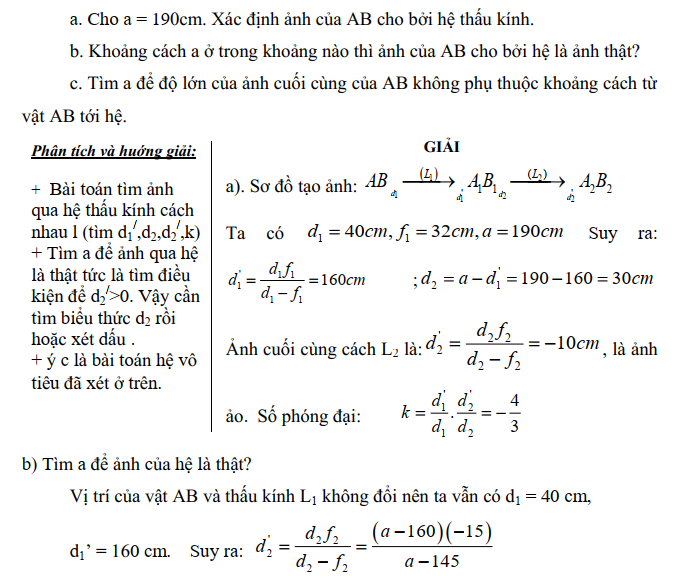 a. Cho a = 190cm. Xác định ảnh của AB cho bởi hệ thấu kính.
b. Khoảng cách a ở trong khoảng nào thì ảnh của AB cho bởi hệ là ảnh thật?
c. Tìm a để độ lớn của ảnh cuối cùng của AB không phụ thuộc khoảng cách từ
vật AB tới hệ.
Phân tích và hướng giải:
+ Bài toán tìm ảnh
qua hệ thấu kính cách
nhau l (tìm d₁′,d₂,d₂′,k)
+ Tìm a để ảnh qua hệ
là thật tức là tìm điều
kiện để d₂′>0. Vậy cần
tìm biểu thức d₂ rồi
hoặc xét dấu .
+ ý c là bài toán hệ vô
tiêu đã xét ở trên.
GIẢI
a). Sơ đồ tạo ảnh: AB d₁ —(L₁)→ d₁' A₁B₁ d₂ —(L₂)→ d₂' A₂B₂
Ta có d₁ = 40cm, f₁ = 32cm, a = 190cm Suy ra:
d₁' = d₁f₁/(d₁ − f₁) = 160cm ; d₂ = a − d₁' = 190 − 160 = 30cm
Ảnh cuối cùng cách L₂ là: d₂' = d₂f₂/(d₂ − f₂) = −10cm , là ảnh
ảo. Số phóng đại: k = d₁'/d₁ . d₂'/d₂ = −4/3
b) Tìm a để ảnh của hệ là thật?
Vị trí của vật AB và thấu kính L₁ không đổi nên ta vẫn có d₁ = 40 cm,
d₁’ = 160 cm. Suy ra: d₂' = d₂f₂/(d₂ − f₂) = (a − 160)(−15)/(a − 145)